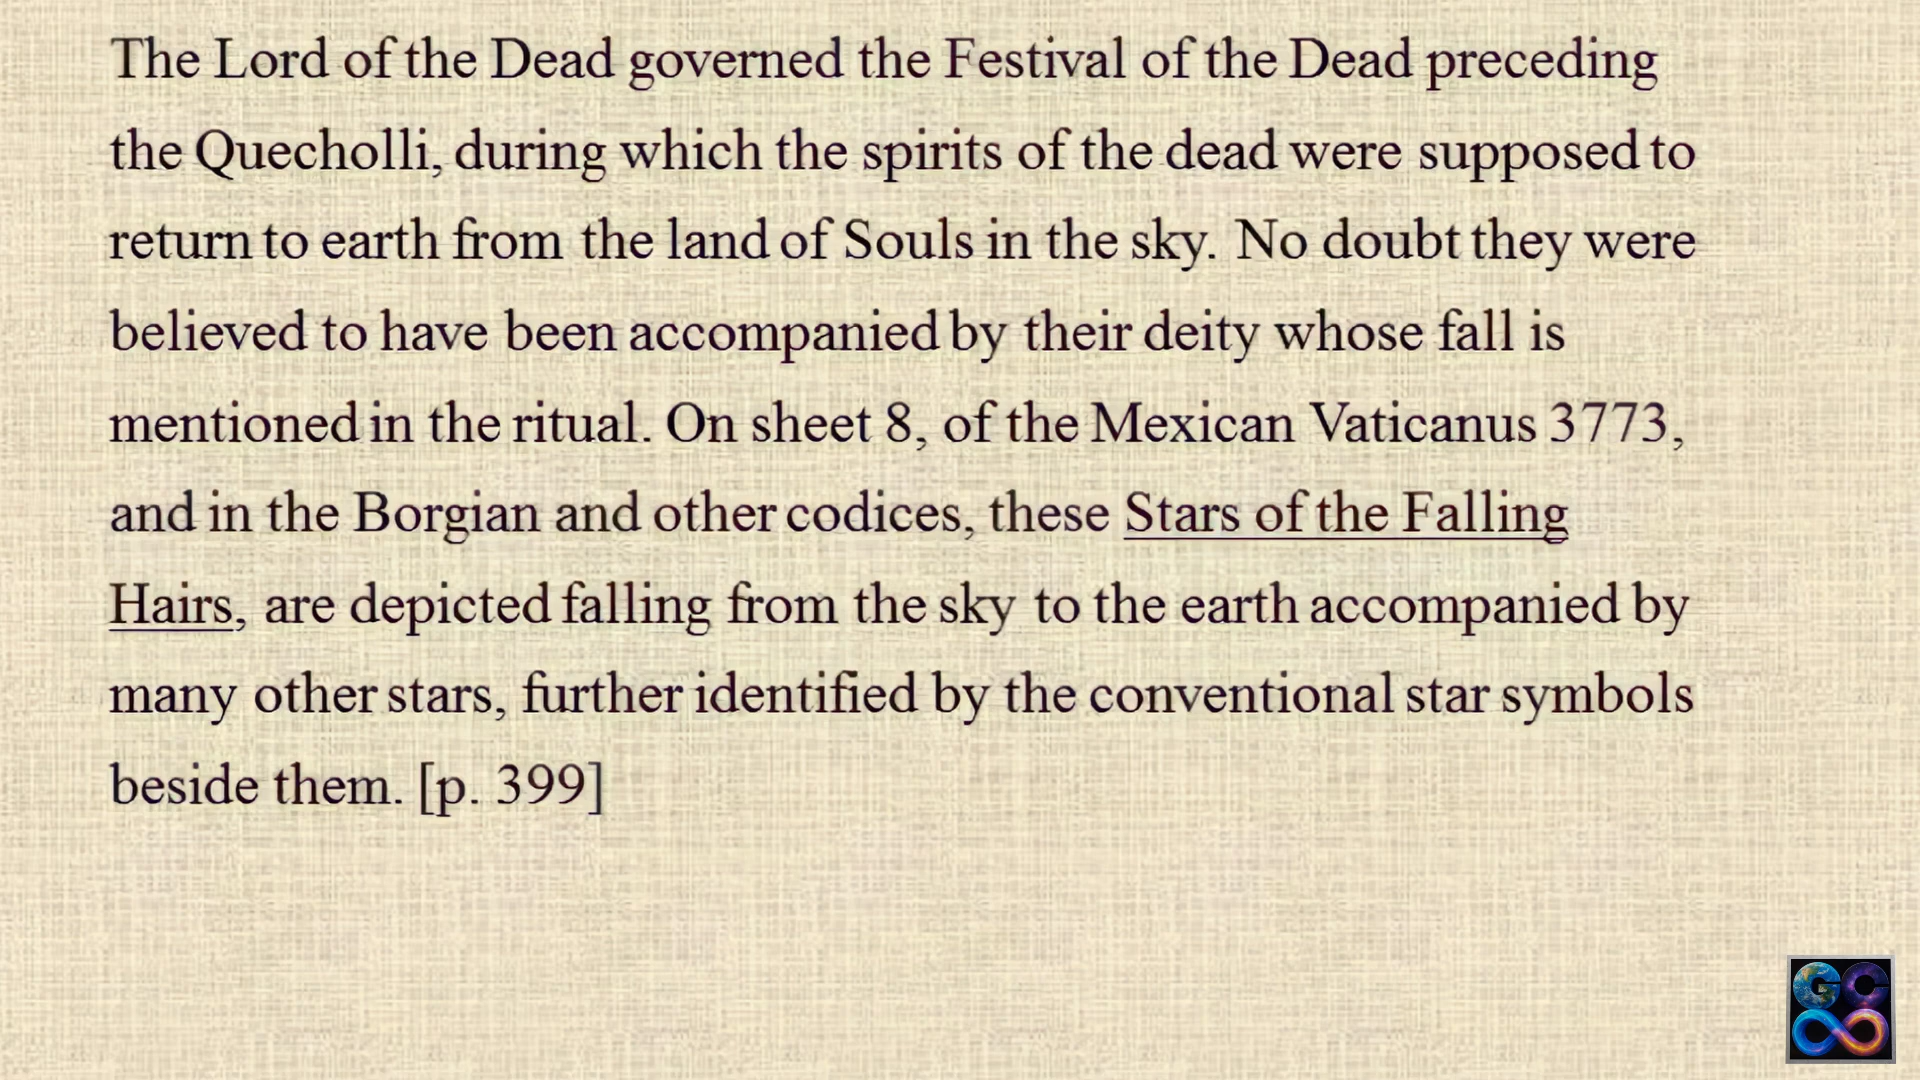 The Lord of the Dead governed the Festival of the Dead preceding
the Quecholli, during which the spirits of the dead were supposed to
return to earth from the land of Souls in the sky. No doubt they were
believed to have been accompanied by their deity whose fall is
mentioned in the ritual. On sheet 8, of the Mexican Vaticanus 3773,
and in the Borgian and other codices, these Stars of the Falling
Hairs, are depicted falling from the sky to the earth accompanied by
many other stars, further identified by the conventional star symbols
beside them. [p. 399]
GC